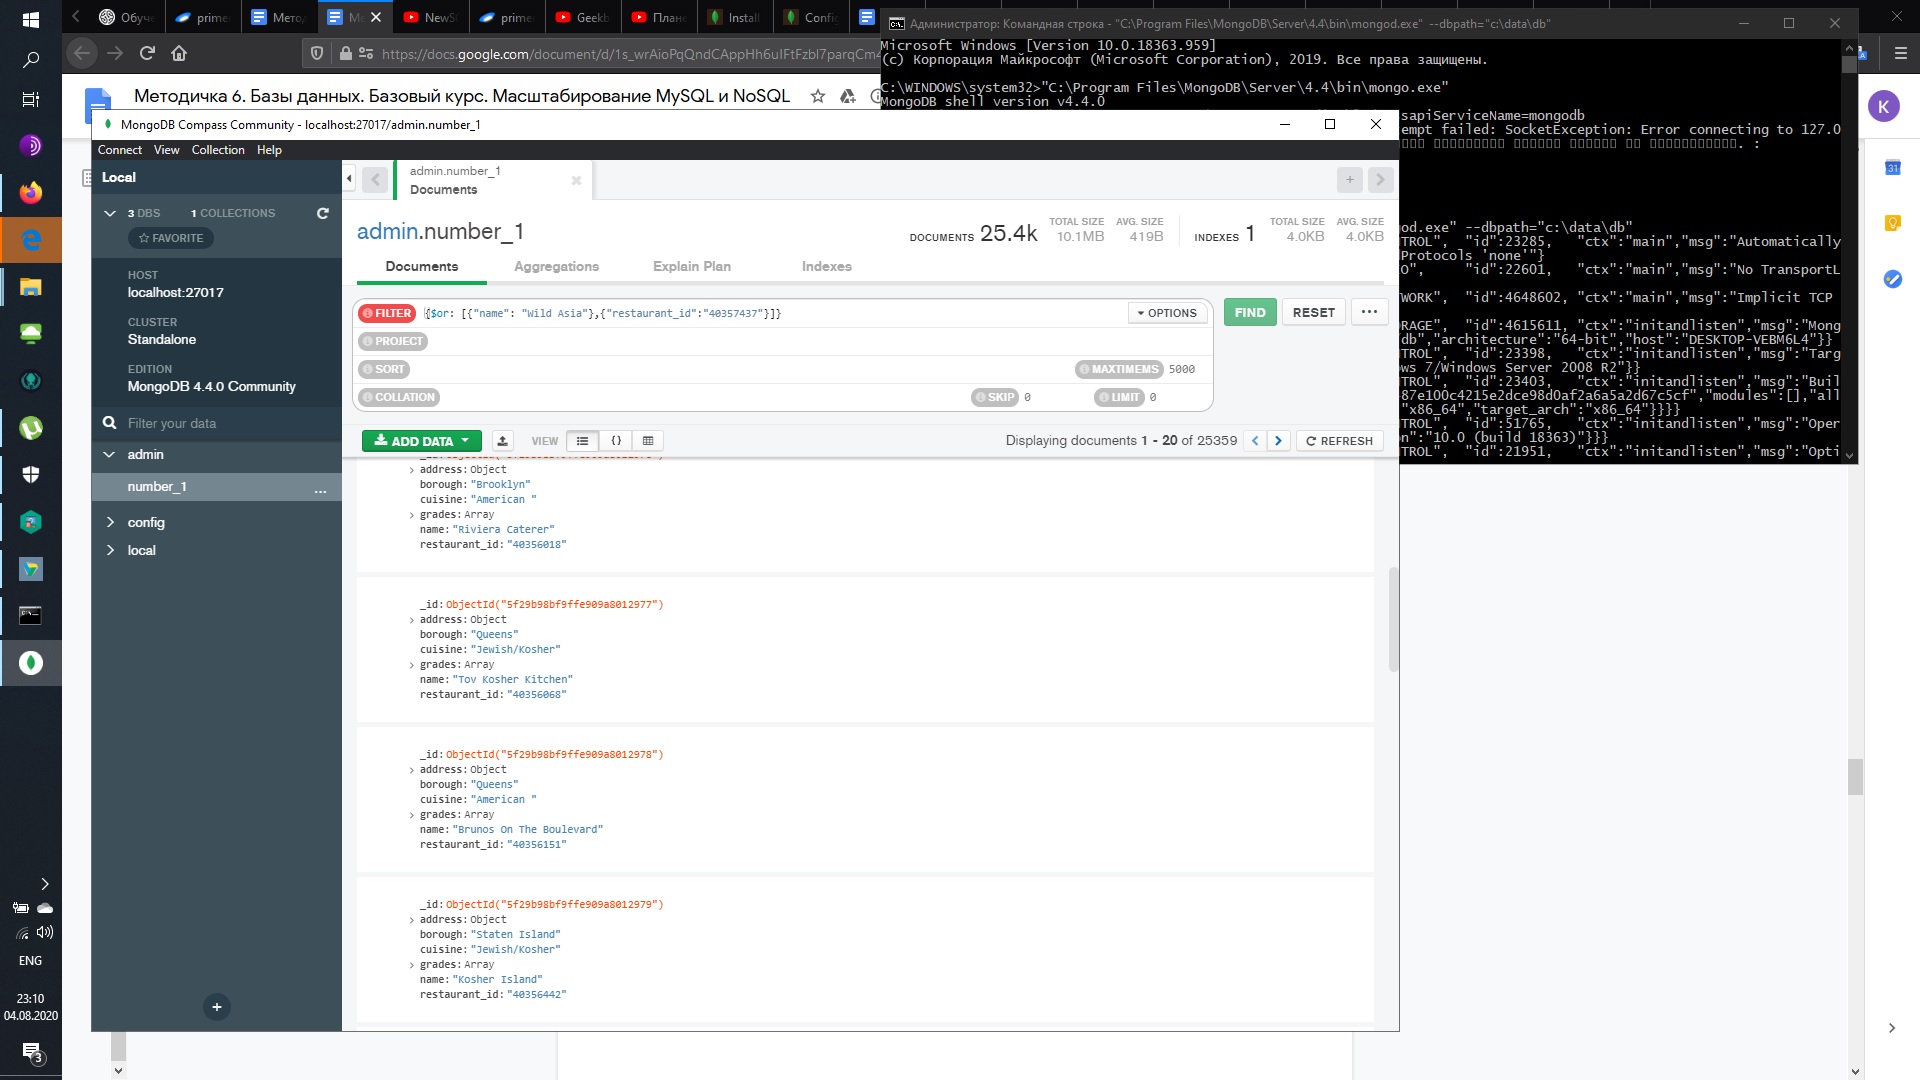 Обуче
prime
Метод
Ме
NewS
prime
Geekb
План
Install
Config
https://docs.google.com/document/d/1s_wrAioPqQndCAppHh6uIFtFzbl7parqCm4
Методичка 6. Базы данных. Базовый курс. Масштабирование MySQL и NoSQL
K
31
Администратор: Командная строка - "C:\Program Files\MongoDB\Server\4.4\bin\mongod.exe" --dbpath="c:\data\db"
Microsoft Windows [Version 10.0.18363.959]
(c) Корпорация Майкрософт (Microsoft Corporation), 2019. Все права защищены.
C:\WINDOWS\system32>"C:\Program Files\MongoDB\Server\4.4\bin\mongo.exe"
MongoDB shell version v4.4.0
sapiServiceName=mongodb
empt failed: SocketException: Error connecting to 127.0
god.exe" --dbpath="c:\data\db"
TROL", "id":23285, "ctx":"main","msg":"Automatically
Protocols 'none'"}
O", "id":22601, "ctx":"main","msg":"No TransportL
WORK", "id":4648602, "ctx":"main","msg":"Implicit TCP
RAGE", "id":4615611, "ctx":"initandlisten","msg":"Mong
db","architecture":"64-bit","host":"DESKTOP-VEBM6L4"}}
TROL", "id":23398, "ctx":"initandlisten","msg":"Targ
ws 7/Windows Server 2008 R2"}}
TROL", "id":23403, "ctx":"initandlisten","msg":"Buil
87e100c4215e2dce98d0af2a6a5a2d67c5cf","modules":[],"all
"x86_64","target_arch":"x86_64"}}}}
TROL", "id":51765, "ctx":"initandlisten","msg":"Oper
n":"10.0 (build 18363)"}}}
TROL", "id":21951, "ctx":"initandlisten","msg":"Opti
MongoDB Compass Community - localhost:27017/admin.number_1
Connect View Collection Help
Local
3 DBS 1 COLLECTIONS
FAVORITE
HOST
localhost:27017
CLUSTER
Standalone
EDITION
MongoDB 4.4.0 Community
Filter your data
admin
number_1 ...
config
local
admin.number_1
Documents
admin.number_1
DOCUMENTS 25.4k TOTAL SIZE 10.1MB AVG. SIZE 419B INDEXES 1 TOTAL SIZE 4.0KB AVG. SIZE 4.0KB
Documents Aggregations Explain Plan Indexes
FILTER {$or: [{"name": "Wild Asia"},{"restaurant_id":"40357437"}]} OPTIONS FIND RESET ...
PROJECT
SORT MAXTIMEMS 5000
COLLATION SKIP 0 LIMIT 0
ADD DATA VIEW {} Displaying documents 1 - 20 of 25359 REFRESH
address: Object
borough: "Brooklyn"
cuisine: "American "
grades: Array
name: "Riviera Caterer"
restaurant_id: "40356018"
_id: ObjectId("5f29b98bf9ffe909a8012977")
address: Object
borough: "Queens"
cuisine: "Jewish/Kosher"
grades: Array
name: "Tov Kosher Kitchen"
restaurant_id: "40356068"
_id: ObjectId("5f29b98bf9ffe909a8012978")
address: Object
borough: "Queens"
cuisine: "American "
grades: Array
name: "Brunos On The Boulevard"
restaurant_id: "40356151"
_id: ObjectId("5f29b98bf9ffe909a8012979")
address: Object
borough: "Staten Island"
cuisine: "Jewish/Kosher"
grades: Array
name: "Kosher Island"
restaurant_id: "40356442"
ENG
23:10
04.08.2020
3